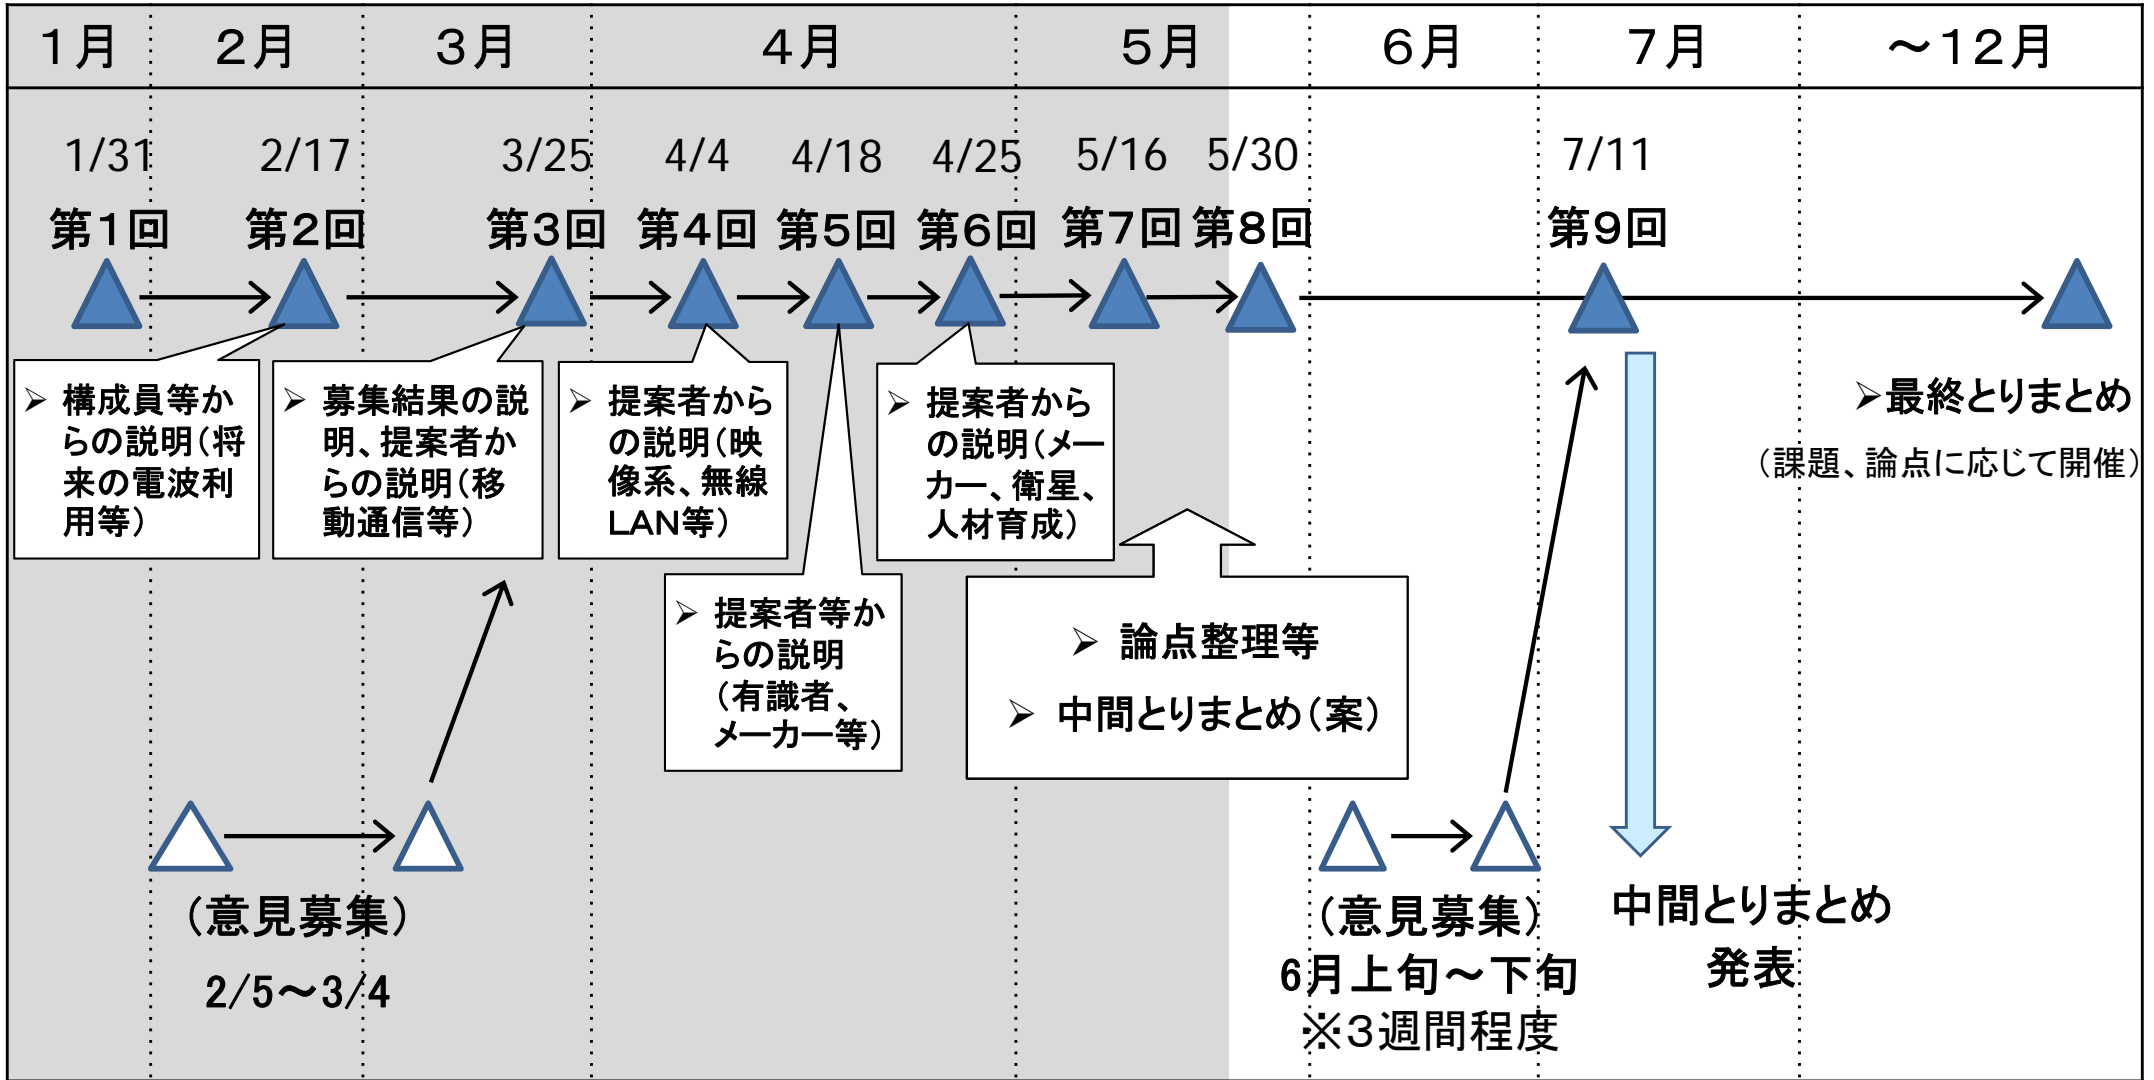 1月 2月 3月 4月 5月 6月 7月 ～12月
1/31 2/17 3/25 4/4 4/18 4/25 5/16 5/30 7/11
第1回 第2回 第3回 第4回 第5回 第6回 第7回 第8回 第9回
➢ 構成員等か
らの説明(将
来の電波利
用等)
➢ 募集結果の説
明、提案者か
らの説明(移
動通信等)
➢ 提案者から
の説明(映
像系、無線
LAN等)
➢ 提案者等か
らの説明
(有識者、
メーカー等)
➢ 提案者から
の説明(メー
カー、衛星、
人材育成)
➢ 論点整理等
➢ 中間とりまとめ(案)
➢最終とりまとめ
(課題、論点に応じて開催)
(意見募集)
2/5～3/4
(意見募集)
6月上旬～下旬
※3週間程度
中間とりまとめ
発表